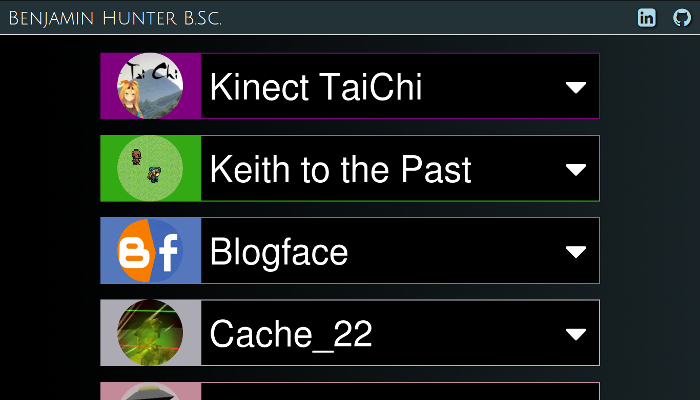 Benjamin Hunter B.Sc.
Tai Chi
Kinect TaiChi
Keith to the Past
B f
Blogface
Cache_22